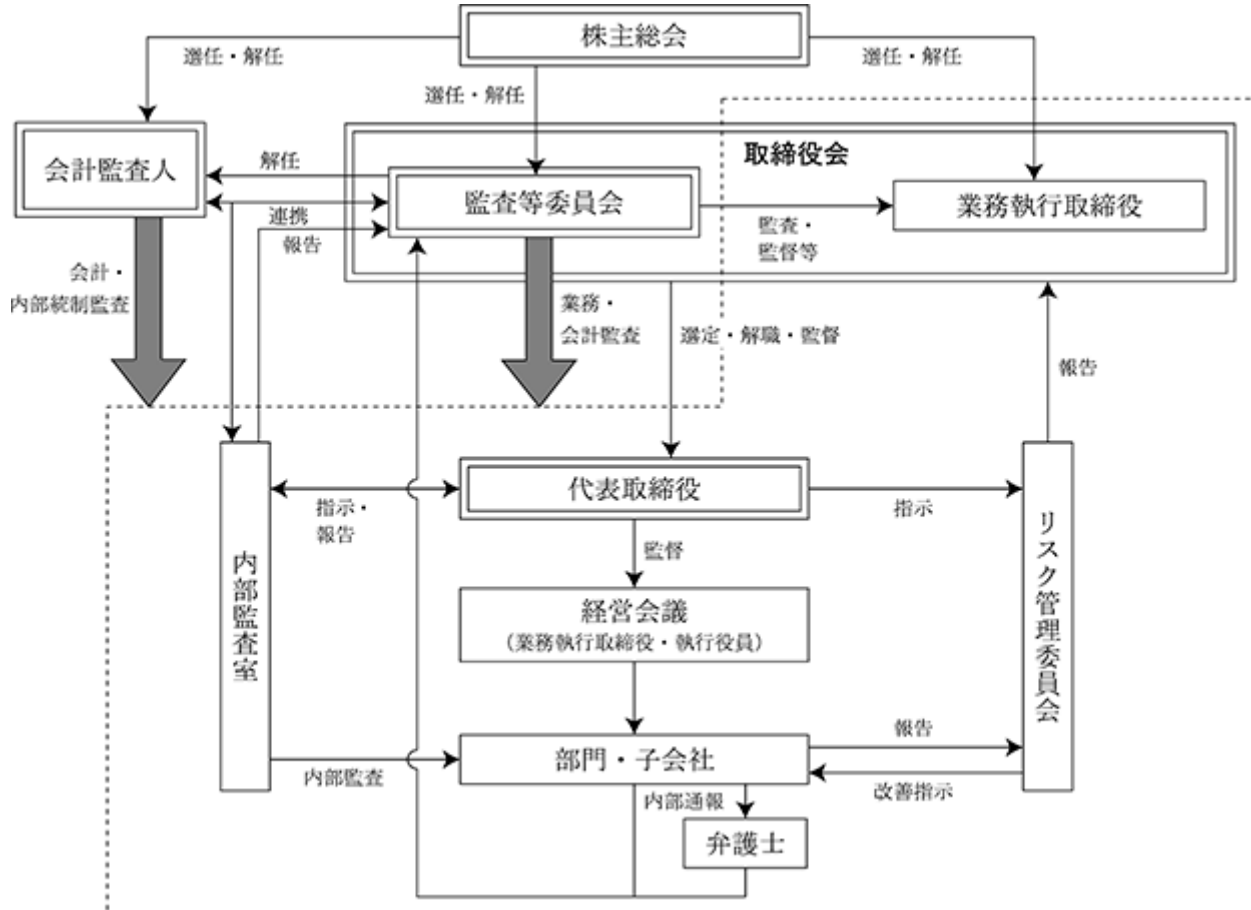 株主総会
選任・解任
選任・解任
選任・解任
会計監査人
解任
取締役会
監査等委員会
業務執行取締役
連携
報告
監査・
監督等
会計・
内部統制監査
業務・
会計監査
選定・解職・監督
報告
代表取締役
指示・
報告
指示
監督
内部監査室
リスク管理委員会
経営会議
（業務執行取締役・執行役員）
部門・子会社
報告
内部監査
改善指示
内部通報
弁護士